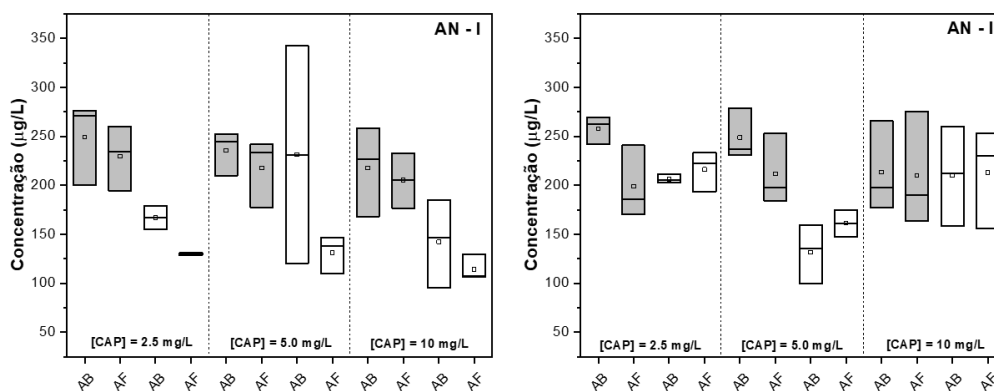 AN - I
Concentração (µg/L)
350
300
250
200
150
100
50
[CAP] = 2.5 mg/L
[CAP] = 5.0 mg/L
[CAP] = 10 mg/L
AB AF AB AF AB AF AB AF AB AF AB AF
AN - I
Concentração (µg/L)
350
300
250
200
150
100
50
[CAP] = 2.5 mg/L
[CAP] = 5.0 mg/L
[CAP] = 10 mg/L
AB AF AB AF AB AF AB AF AB AF AB AF